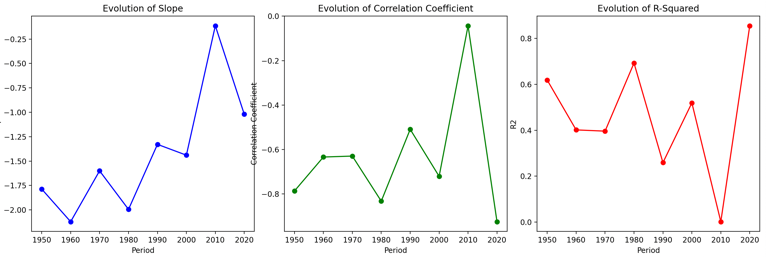 Evolution of Slope
-0.25
-0.50
-0.75
-1.00
-1.25
-1.50
-1.75
-2.00
1950 1960 1970 1980 1990 2000 2010 2020
Period
Evolution of Correlation Coefficient
Correlation Coefficient
0.0
-0.2
-0.4
-0.6
-0.8
1950 1960 1970 1980 1990 2000 2010 2020
Period
Evolution of R-Squared
R2
0.8
0.6
0.4
0.2
0.0
1950 1960 1970 1980 1990 2000 2010 2020
Period